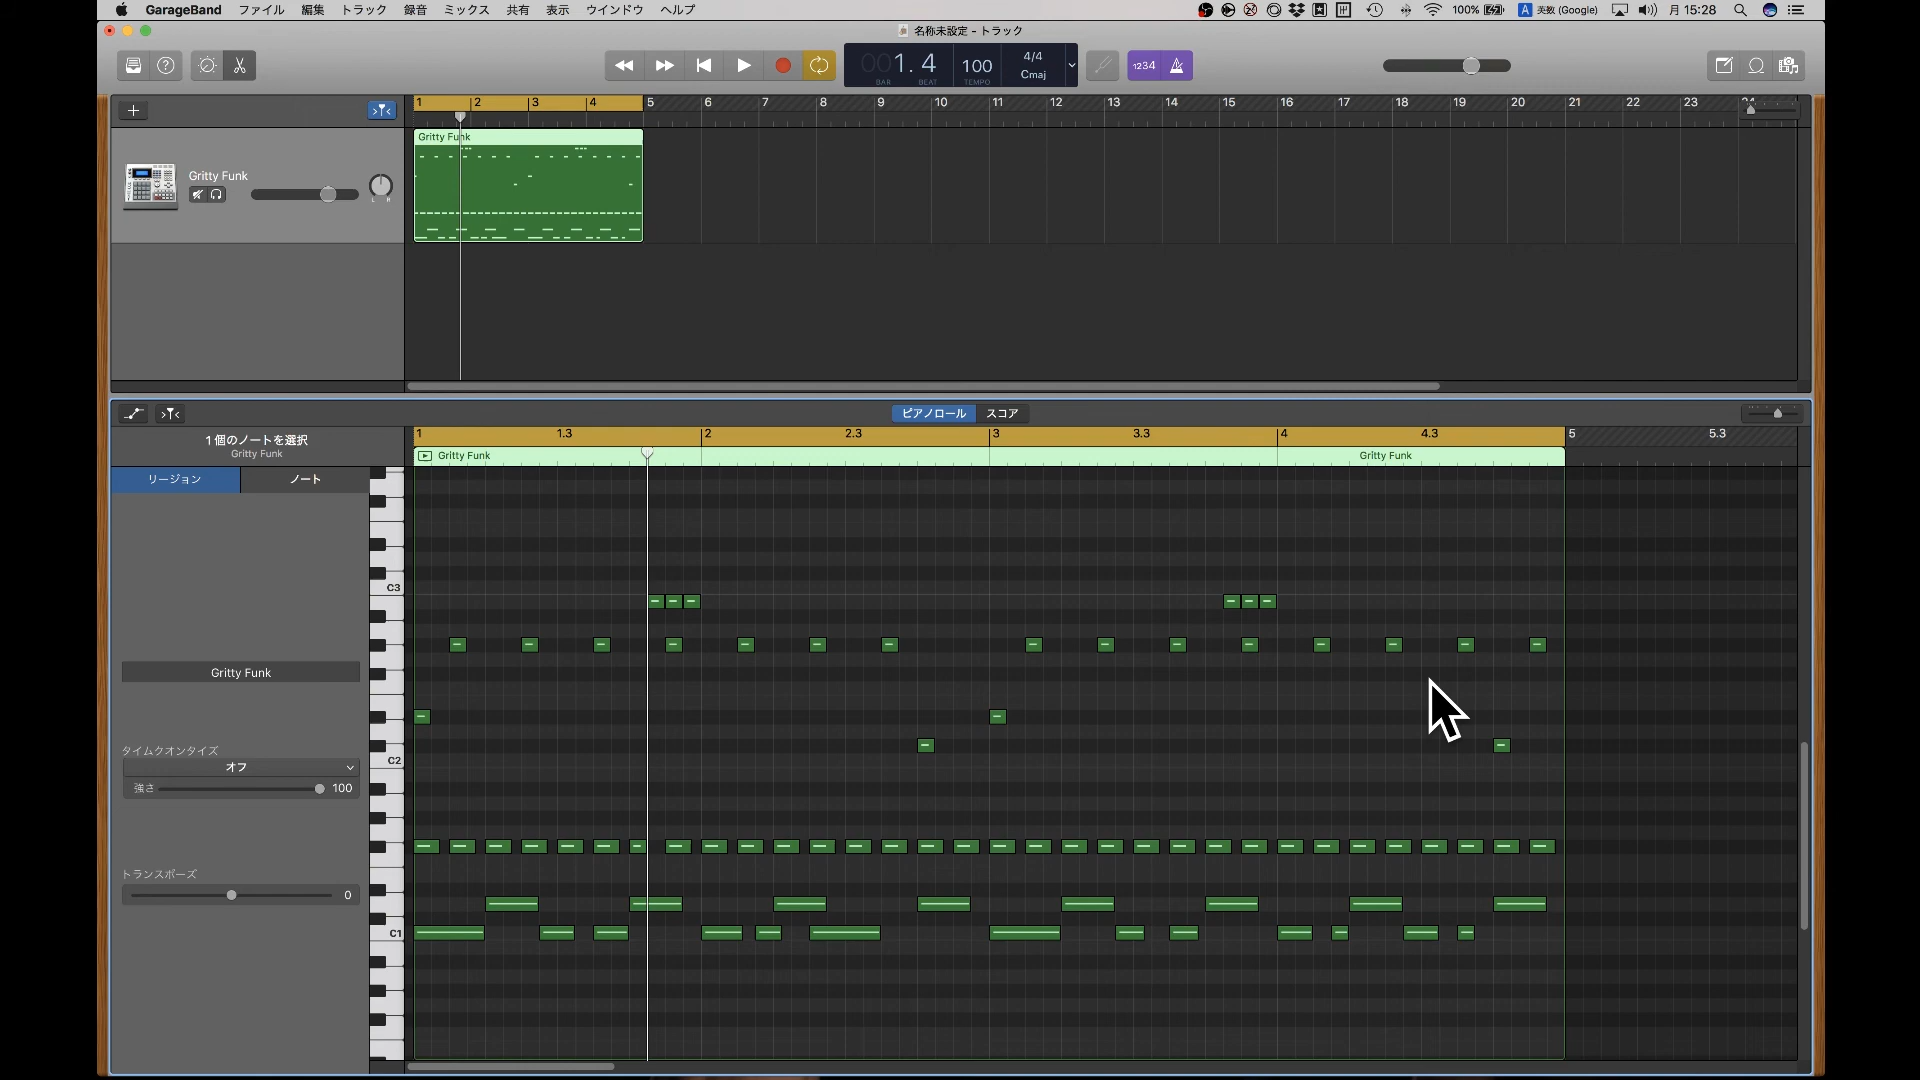 GarageBand ファイル 編集 トラック 録音 ミックス 共有 表示 ウインドウ ヘルプ 100% A 英数 (Google) 月 15:28
名称未設定 - トラック
001. 4 100 4/4 Cmaj 1234
BAR BEAT TEMPO
1 2 3 4 5 6 7 8 9 10 11 12 13 14 15 16 17 18 19 20 21 22 23 24
Gritty Funk
Gritty Funk
L R
ピアノロール スコア
1個のノートを選択
Gritty Funk
1 1.3 2 2.3 3 3.3 4 4.3 5 5.3
Gritty Funk Gritty Funk
リージョン ノート
C3
Gritty Funk
タイムクオンタイズ
C2
オフ
強さ 100
トランスポーズ
0
C1